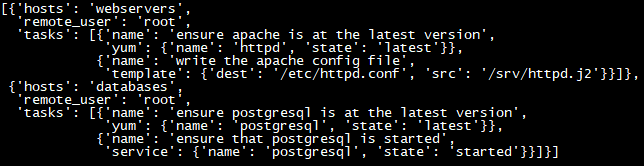 [{'hosts': 'webservers',
  'remote_user': 'root',
  'tasks': [{'name': 'ensure apache is at the latest version',
             'yum': {'name': 'httpd', 'state': 'latest'}},
            {'name': 'write the apache config file',
             'template': {'dest': '/etc/httpd.conf', 'src': '/srv/httpd.j2'}}]},
 {'hosts': 'databases',
  'remote_user': 'root',
  'tasks': [{'name': 'ensure postgresql is at the latest version',
             'yum': {'name': 'postgresql', 'state': 'latest'}},
            {'name': 'ensure that postgresql is started',
             'service': {'name': 'postgresql', 'state': 'started'}}]}]